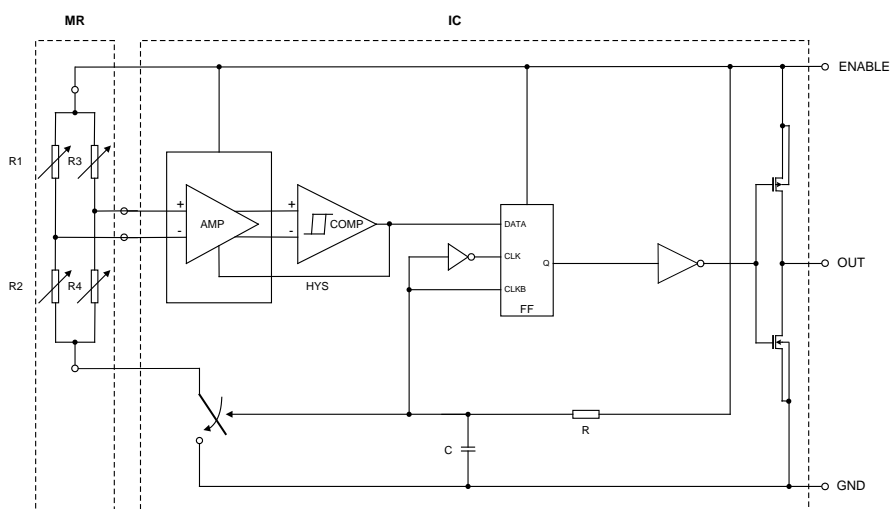 MR
IC
ENABLE
R1
R3
+
-
AMP
+
-
COMP
DATA
CLK
CLKB
Q
FF
OUT
R2
R4
HYS
R
C
GND